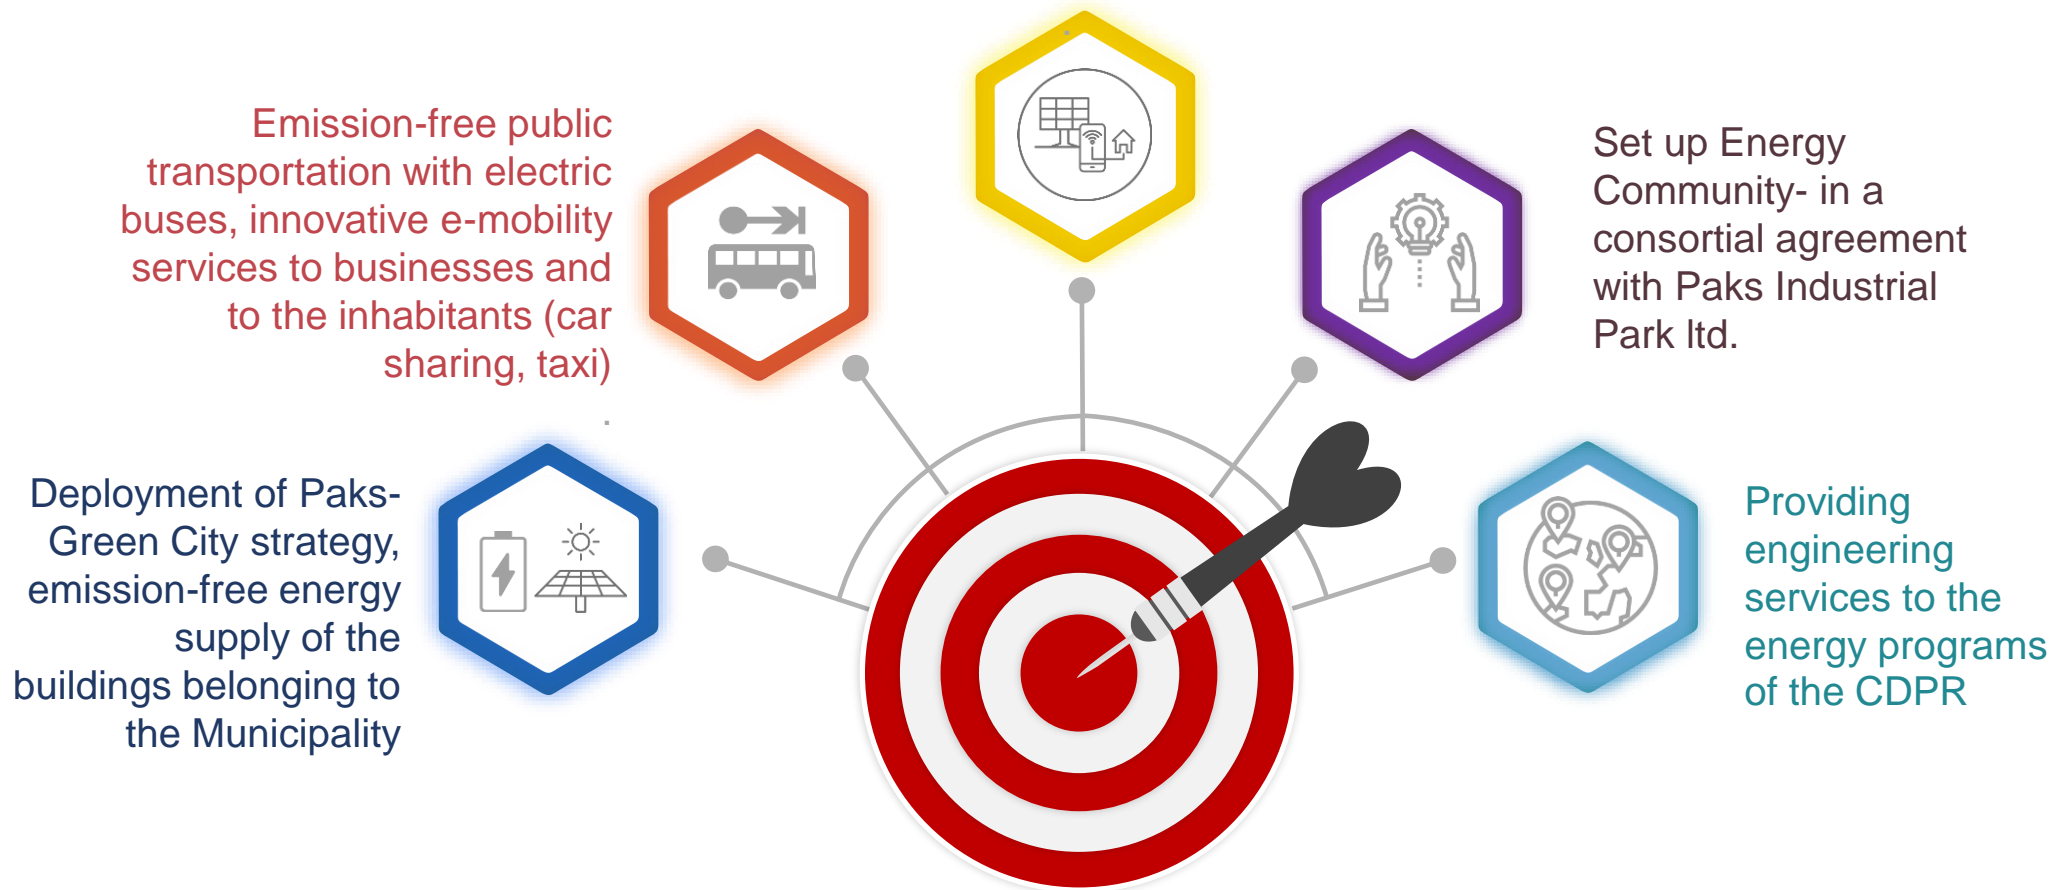 Emission-free public
transportation with electric
buses, innovative e-mobility
services to businesses and
to the inhabitants (car
sharing, taxi)
.
Deployment of Paks-
Green City strategy,
emission-free energy
supply of the
buildings belonging to
the Municipality
Set up Energy
Community- in a
consortial agreement
with Paks Industrial
Park ltd.
Providing
engineering
services to the
energy programs
of the CDPR